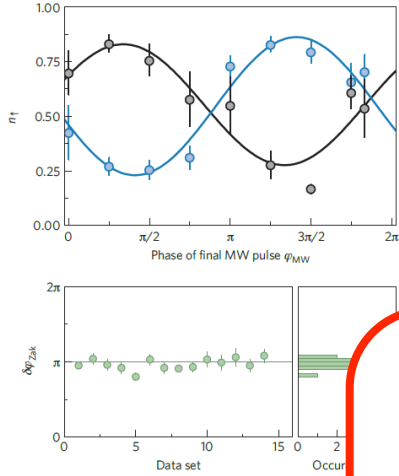 1.00
0.75
0.50
0.25
0.00
n↑
0 π/2 π 3π/2 2π
Phase of final MW pulse φMW
2π
π
0
δφZak
0 5 10 15
Data set
0 2
Occur